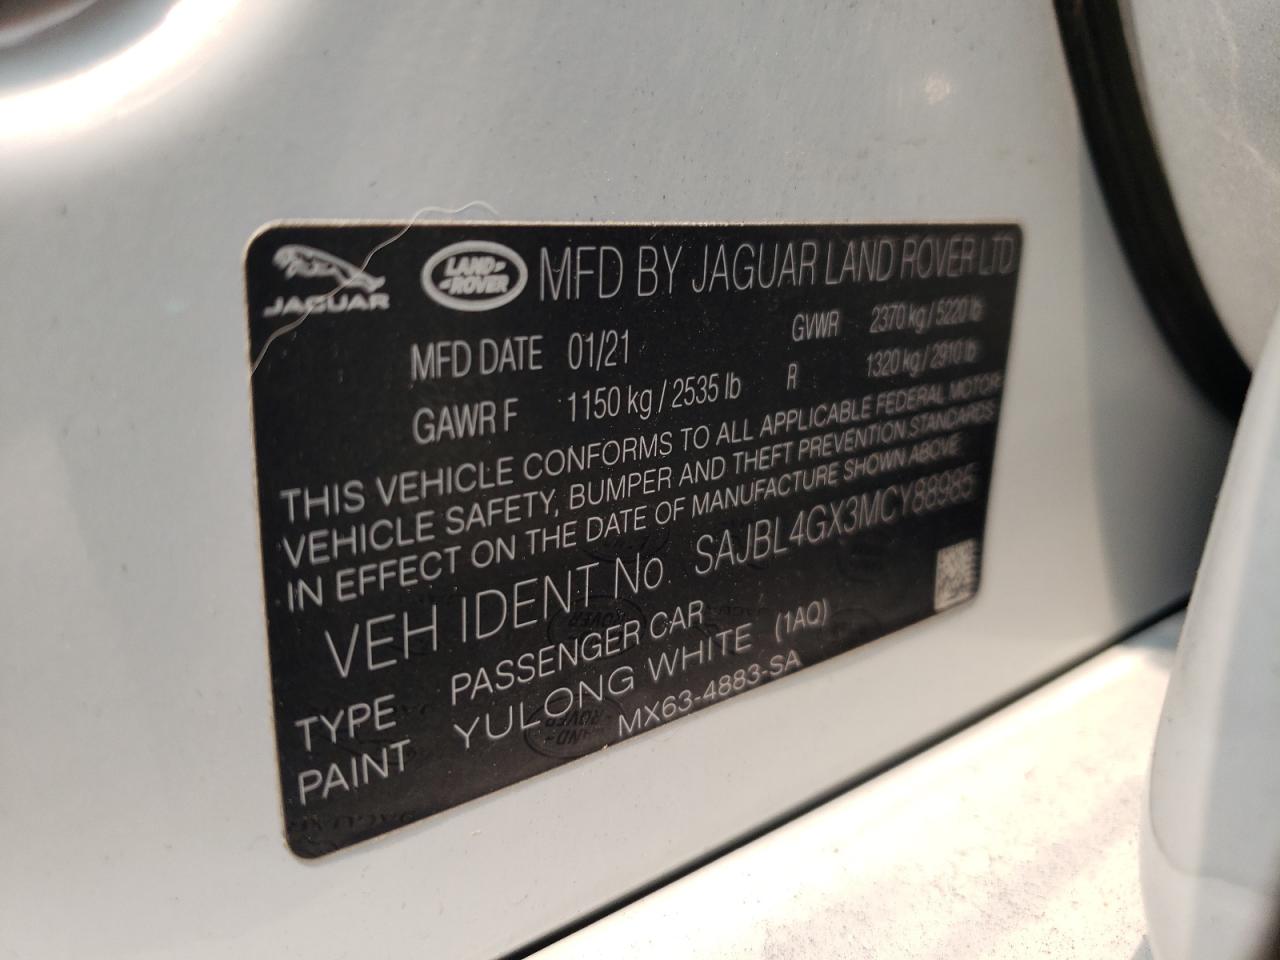 JAGUAR
LAND ROVER
MFD BY JAGUAR LAND ROVER LTD
MFD DATE 01/21 GVWR 2370 kg / 5220 lb
GAWR F 1150 kg / 2535 lb R 1320 kg / 2910 lb
THIS VEHICLE CONFORMS TO ALL APPLICABLE FEDERAL MOTOR
VEHICLE SAFETY, BUMPER AND THEFT PREVENTION STANDARDS
IN EFFECT ON THE DATE OF MANUFACTURE SHOWN ABOVE
VEH IDENT No SAJBL4GX3MCY88985
TYPE PASSENGER CAR
PAINT YULONG WHITE (1AQ)
MX63-4883-SA